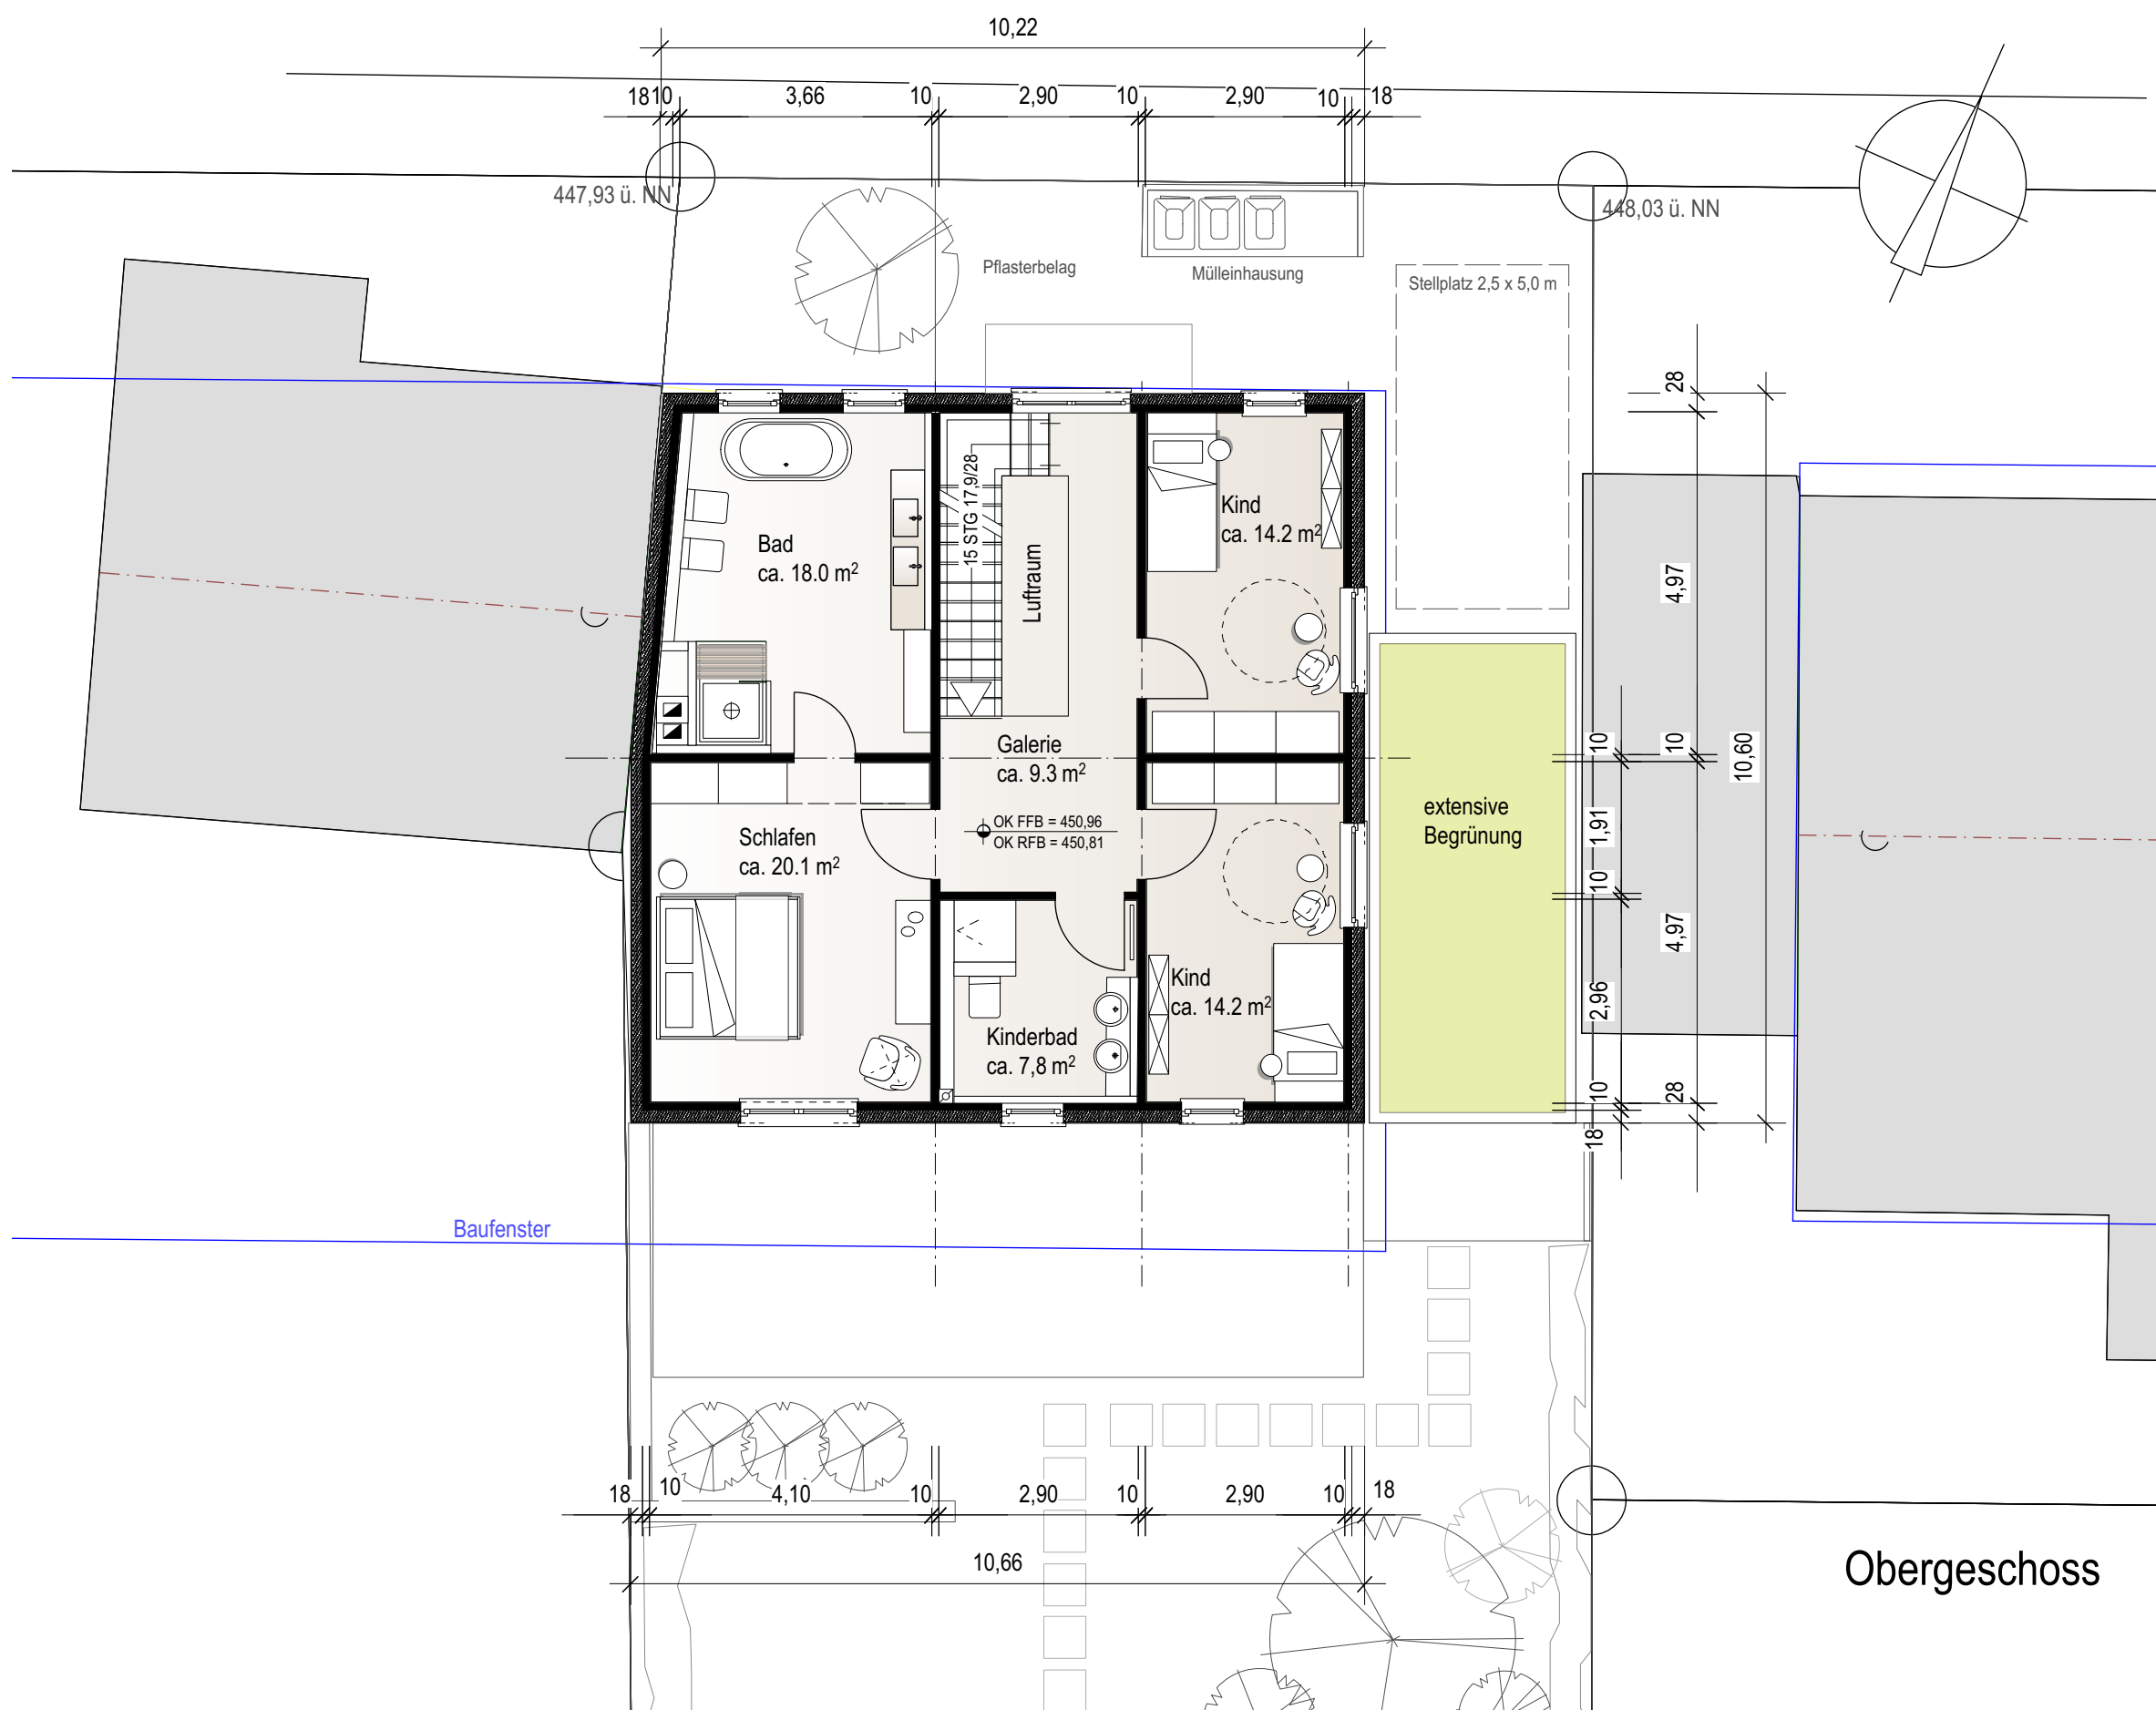 10,22
18 10 3,66 10 2,90 10 2,90 10 18
447,93 ü. NN
448,03 ü. NN
Pflasterbelag
Mülleinhausung
Stellplatz 2,5 x 5,0 m
28
15 STG 17,9/28
Kind
ca. 14.2 m²
Bad
ca. 18.0 m²
Luftraum
4,97
Galerie
ca. 9.3 m²
10
10
10,60
extensive
Begrünung
OK FFB = 450,96
OK RFB = 450,81
Schlafen
ca. 20.1 m²
1,91
10
4,97
Kind
ca. 14.2 m²
2,96
Kinderbad
ca. 7,8 m²
10
28
18
Baufenster
18 10 4,10 10 2,90 10 2,90 10 18
10,66
Obergeschoss